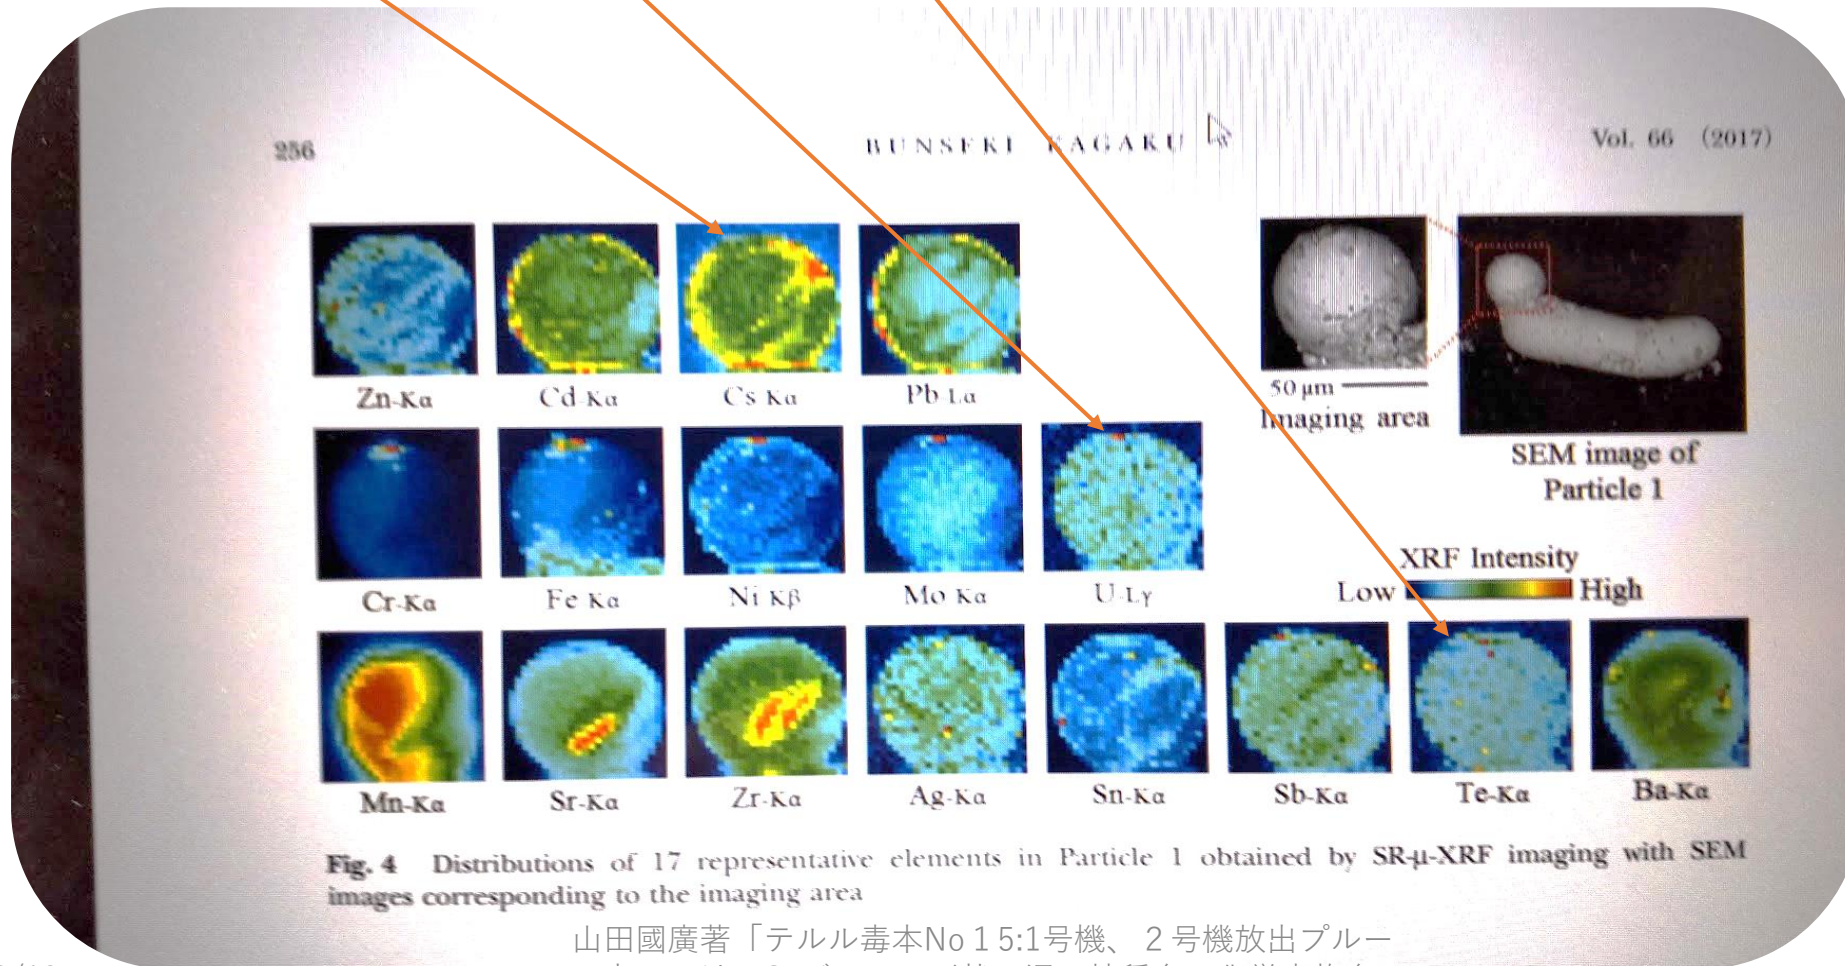 256
BUNSEKI KAGAKU
Vol. 66 (2017)
Zn-Kα
Cd-Kα
Cs Kα
Pb Lα
50 μm
Imaging area
SEM image of
Particle 1
Cr-Kα
Fe Kα
Ni Kβ
Mo Kα
U-Lγ
XRF Intensity
Low
High
Mn-Kα
Sr-Kα
Zr-Kα
Ag-Kα
Sn-Kα
Sb-Kα
Te-Kα
Ba-Kα
Fig. 4 Distributions of 17 representative elements in Particle 1 obtained by SR-μ-XRF imaging with SEM
images corresponding to the imaging area
山田國廣著「テルル毒本No１5:1号機、２号機放出プルー